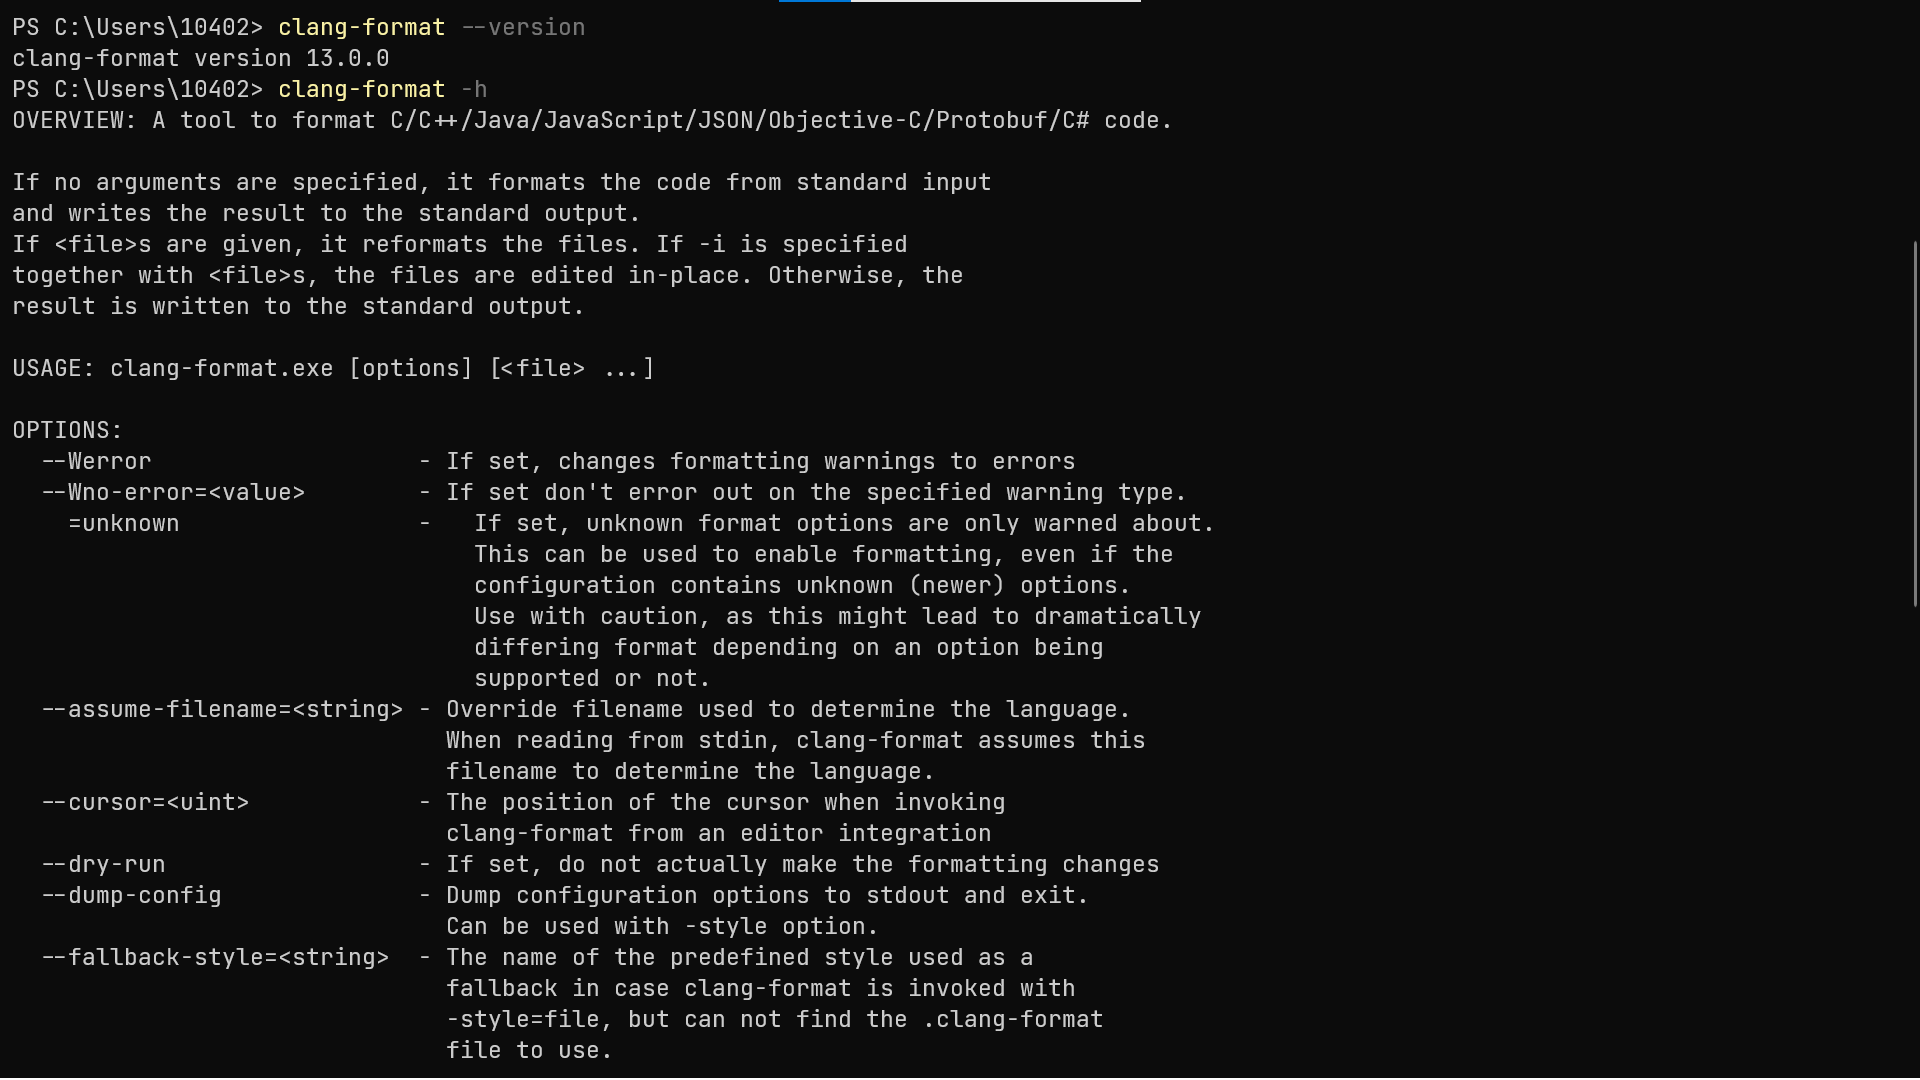 PS C:\Users\10402> clang-format --version
clang-format version 13.0.0
PS C:\Users\10402> clang-format -h
OVERVIEW: A tool to format C/C++/Java/JavaScript/JSON/Objective-C/Protobuf/C# code.

If no arguments are specified, it formats the code from standard input
and writes the result to the standard output.
If <file>s are given, it reformats the files. If -i is specified
together with <file>s, the files are edited in-place. Otherwise, the
result is written to the standard output.

USAGE: clang-format.exe [options] [<file> ...]

OPTIONS:
  --Werror                   - If set, changes formatting warnings to errors
  --Wno-error=<value>        - If set don't error out on the specified warning type.
    =unknown                 -   If set, unknown format options are only warned about.
                                 This can be used to enable formatting, even if the
                                 configuration contains unknown (newer) options.
                                 Use with caution, as this might lead to dramatically
                                 differing format depending on an option being
                                 supported or not.
  --assume-filename=<string> - Override filename used to determine the language.
                               When reading from stdin, clang-format assumes this
                               filename to determine the language.
  --cursor=<uint>            - The position of the cursor when invoking
                               clang-format from an editor integration
  --dry-run                  - If set, do not actually make the formatting changes
  --dump-config              - Dump configuration options to stdout and exit.
                               Can be used with -style option.
  --fallback-style=<string>  - The name of the predefined style used as a
                               fallback in case clang-format is invoked with
                               -style=file, but can not find the .clang-format
                               file to use.